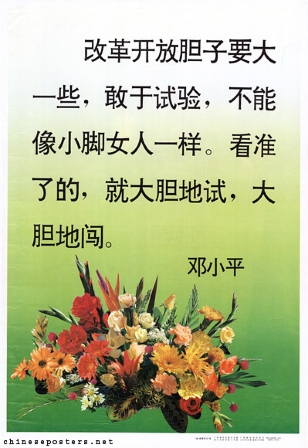 改革开放胆子要大
一些，敢于试验，不能
像小脚女人一样。看准
了的，就大胆地试，大
胆地闯。
邓小平
chineseposters.net